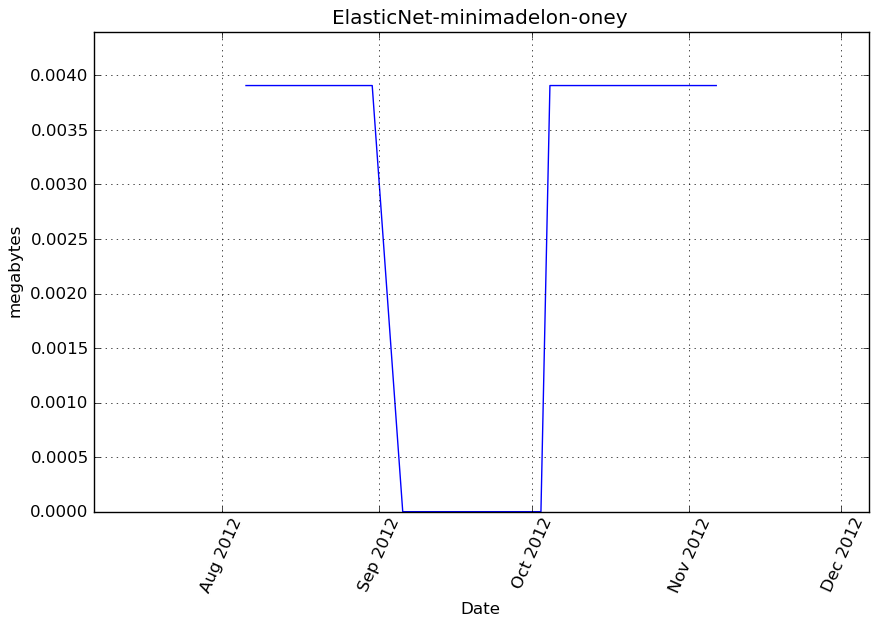 ElasticNet-minimadelon-oney
0.0040
0.0035
0.0030
0.0025
0.0020
0.0015
0.0010
0.0005
0.0000
megabytes
Aug 2012
Sep 2012
Oct 2012
Nov 2012
Dec 2012
Date